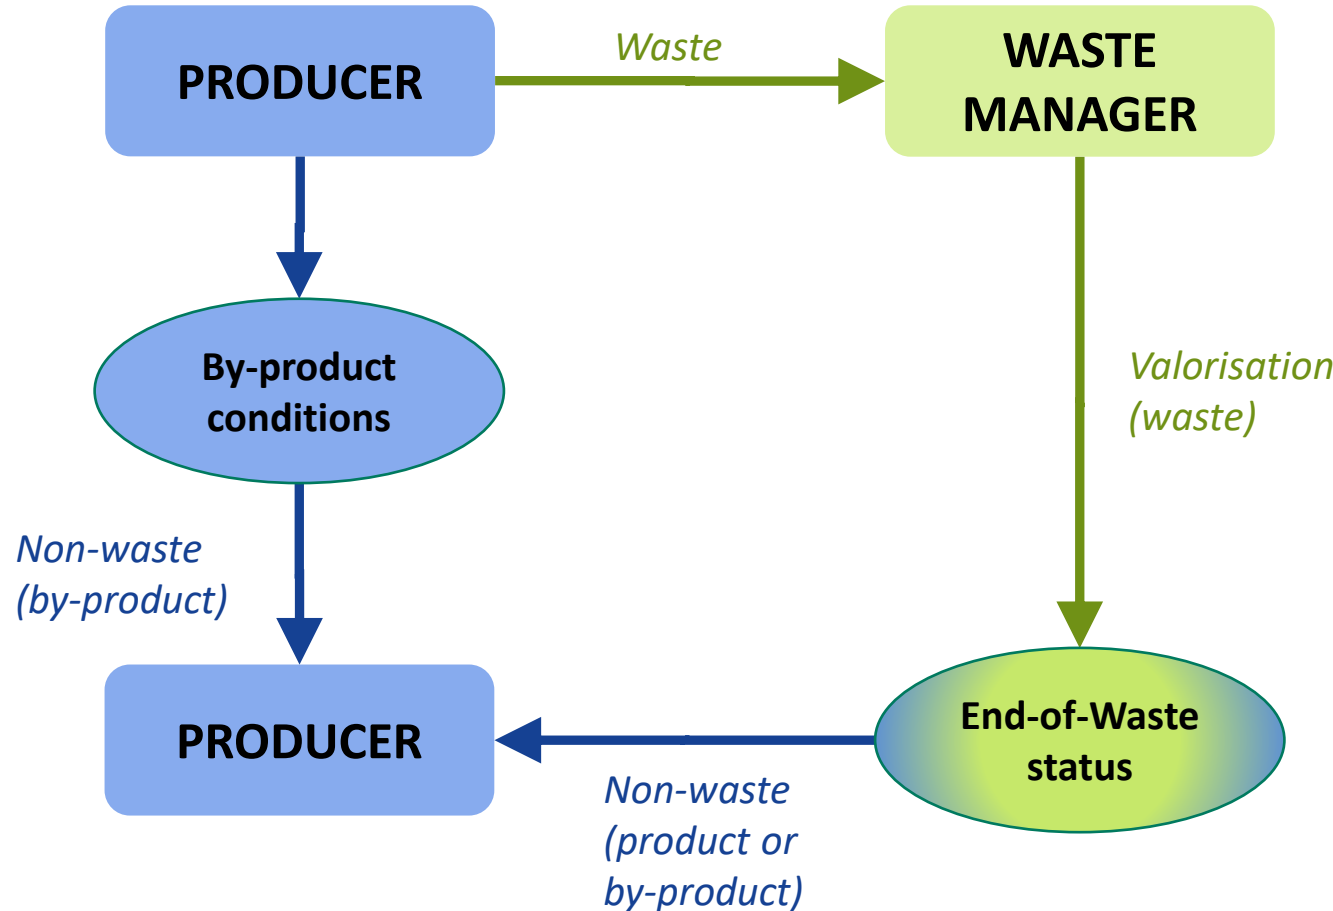 PRODUCER
Waste
WASTE
MANAGER
By-product
conditions
Valorisation
(waste)
Non-waste
(by-product)
PRODUCER
End-of-Waste
status
Non-waste
(product or
by-product)